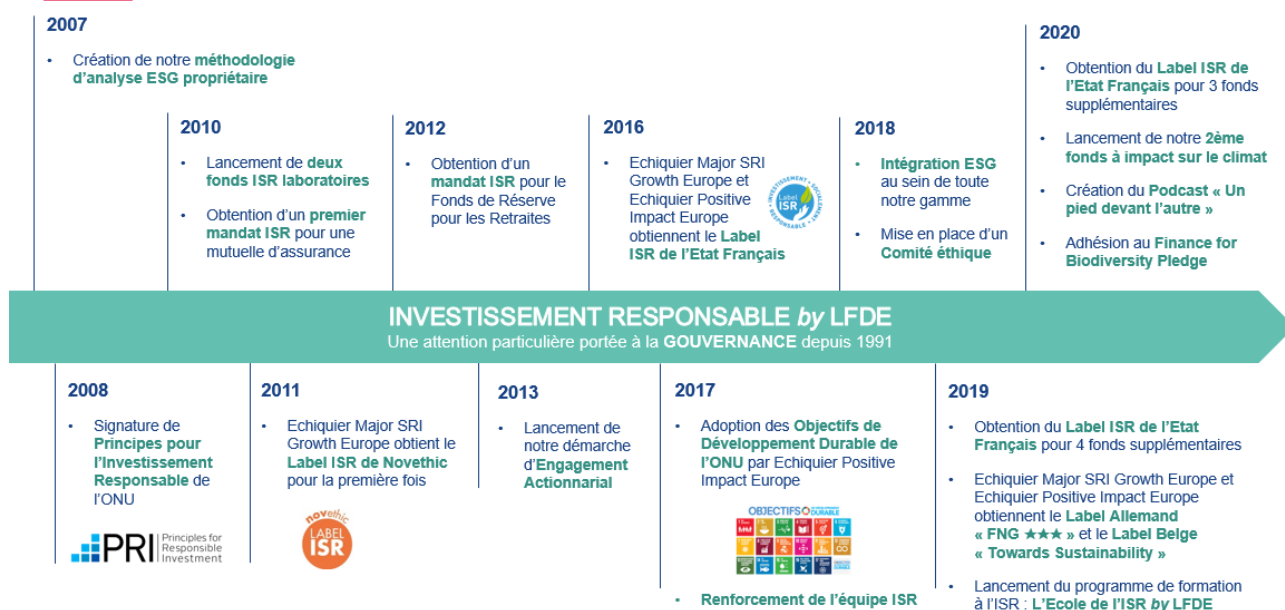 2007
• Création de notre méthodologie
d'analyse ESG propriétaire
2010
• Lancement de deux
fonds ISR laboratoires
• Obtention d'un premier
mandat ISR pour une
mutuelle d'assurance
2012
• Obtention d'un
mandat ISR pour le
Fonds de Réserve
pour les Retraites
2016
• Echiquier Major SRI
Growth Europe et
Echiquier Positive
Impact Europe
obtiennent le Label
ISR de l'Etat Français
INVESTISSEMENT SOCIALEMENT RESPONSABLE
Label
ISR
2018
• Intégration ESG
au sein de toute
notre gamme
• Mise en place d'un
Comité éthique
2020
• Obtention du Label ISR de
l'Etat Français pour 3 fonds
supplémentaires
• Lancement de notre 2ème
fonds à impact sur le climat
• Création du Podcast « Un
pied devant l'autre »
• Adhésion au Finance for
Biodiversity Pledge
INVESTISSEMENT RESPONSABLE by LFDE
Une attention particulière portée à la GOUVERNANCE depuis 1991
2008
• Signature de
Principes pour
l'Investissement
Responsable de
l'ONU
PRI
Principles for
Responsible
Investment
2011
• Echiquier Major SRI
Growth Europe obtient le
Label ISR de Novethic
pour la première fois
novethic
LABEL
ISR
2013
• Lancement de
notre démarche
d'Engagement
Actionnarial
2017
• Adoption des Objectifs de
Développement Durable de
l'ONU par Echiquier Positive
Impact Europe
OBJECTIFS DURABLE
• Renforcement de l'équipe ISR
2019
• Obtention du Label ISR de l'Etat
Français pour 4 fonds supplémentaires
• Echiquier Major SRI Growth Europe et
Echiquier Positive Impact Europe
obtiennent le Label Allemand
« FNG ★★★ » et le Label Belge
« Towards Sustainability »
• Lancement du programme de formation
à l'ISR : L'Ecole de l'ISR by LFDE